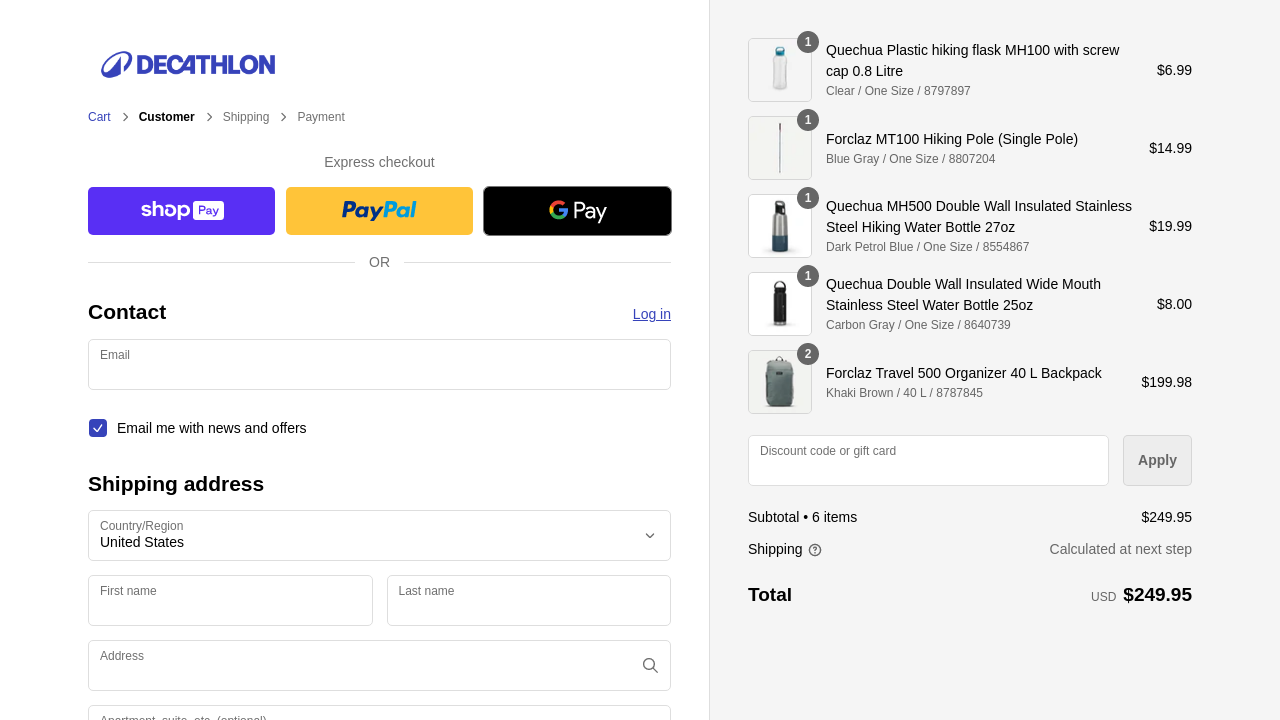 DECATHLON
Cart
Customer
Shipping
Payment
Express checkout
shop Pay
PayPal
G Pay
OR
Contact
Log in
Email
Email me with news and offers
Shipping address
Country/Region
United States
First name
Last name
Address
Apartment, suite, etc. (optional)
1
Quechua Plastic hiking flask MH100 with screw
cap 0.8 Litre
Clear / One Size / 8797897
$6.99
1
Forclaz MT100 Hiking Pole (Single Pole)
Blue Gray / One Size / 8807204
$14.99
1
Quechua MH500 Double Wall Insulated Stainless
Steel Hiking Water Bottle 27oz
Dark Petrol Blue / One Size / 8554867
$19.99
1
Quechua Double Wall Insulated Wide Mouth
Stainless Steel Water Bottle 25oz
Carbon Gray / One Size / 8640739
$8.00
2
Forclaz Travel 500 Organizer 40 L Backpack
Khaki Brown / 40 L / 8787845
$199.98
Discount code or gift card
Apply
Subtotal • 6 items
$249.95
Shipping
Calculated at next step
Total
USD $249.95